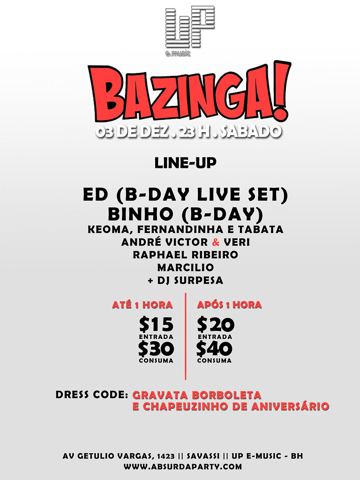 UP
e.music
BAZINGA!
03 DE DEZ . 23 H . SABADO
LINE-UP
ED (B-DAY LIVE SET)
BINHO (B-DAY)
KEOMA, FERNANDINHA E TABATA
ANDRÉ VICTOR & VERI
RAPHAEL RIBEIRO
MARCILIO
+ DJ SURPESA
ATÉ 1 HORA
$15
ENTRADA
$30
CONSUMA
APÓS 1 HORA
$20
ENTRADA
$40
CONSUMA
DRESS CODE: GRAVATA BORBOLETA
E CHAPEUZINHO DE ANIVERSÁRIO
AV GETULIO VARGAS, 1423 || SAVASSI || UP E-MUSIC - BH
WWW.ABSURDAPARTY.COM